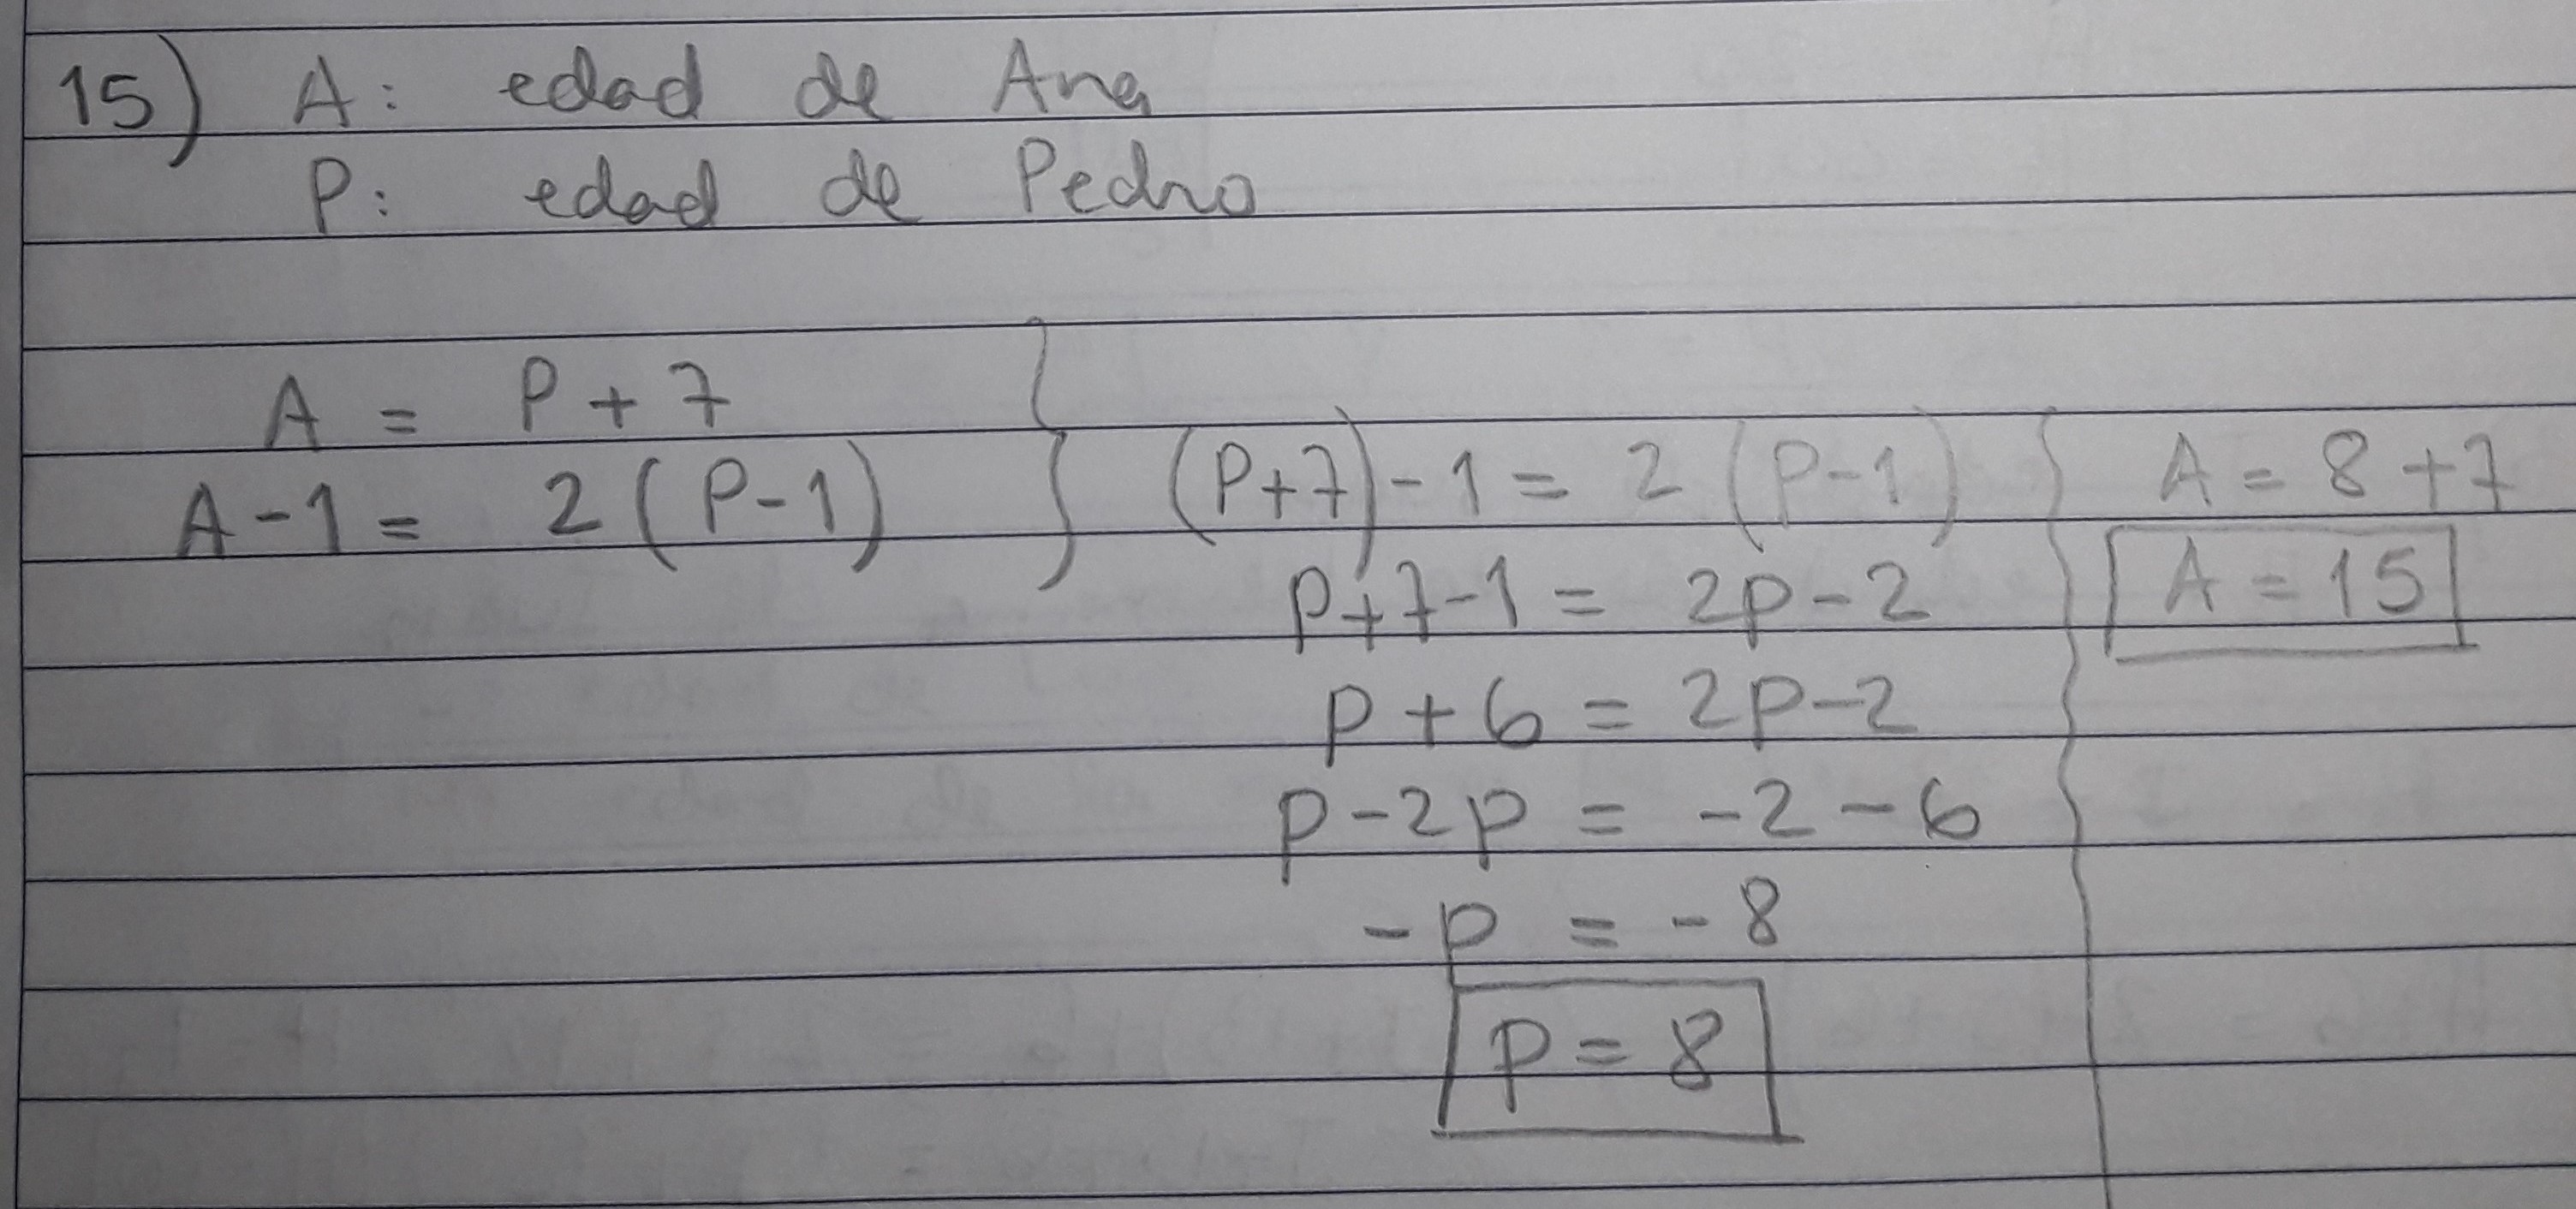 15) A: edad de Ana
P: edad de Pedro
A = P + 7
A - 1 = 2 (P - 1)
(P+7) - 1 = 2 (P-1)
P+7-1 = 2P-2
P + 6 = 2P-2
P-2P = -2-6
-P = -8
P = 8
A = 8+7
A = 15